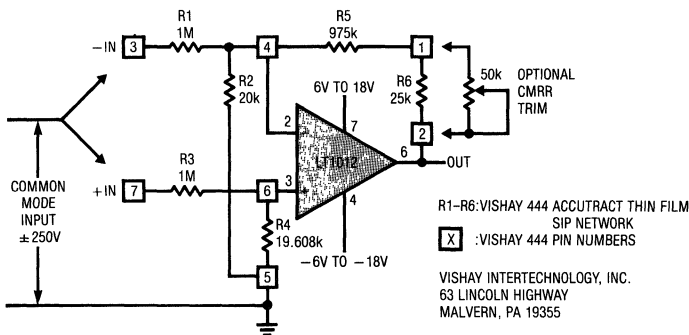 R1
1M
R5
975k
−IN
3
4
1
R2
20k
6V TO 18V
R6
25k
50k
OPTIONAL
CMRR
TRIM
2
7
2
LT1012
6
OUT
COMMON
MODE
INPUT
±250V
R3
1M
+IN
7
6
3
4
R4
19.608k
−6V TO −18V
5
R1–R6:VISHAY 444 ACCUTRACT THIN FILM
SIP NETWORK
X :VISHAY 444 PIN NUMBERS
VISHAY INTERTECHNOLOGY, INC.
63 LINCOLN HIGHWAY
MALVERN, PA 19355